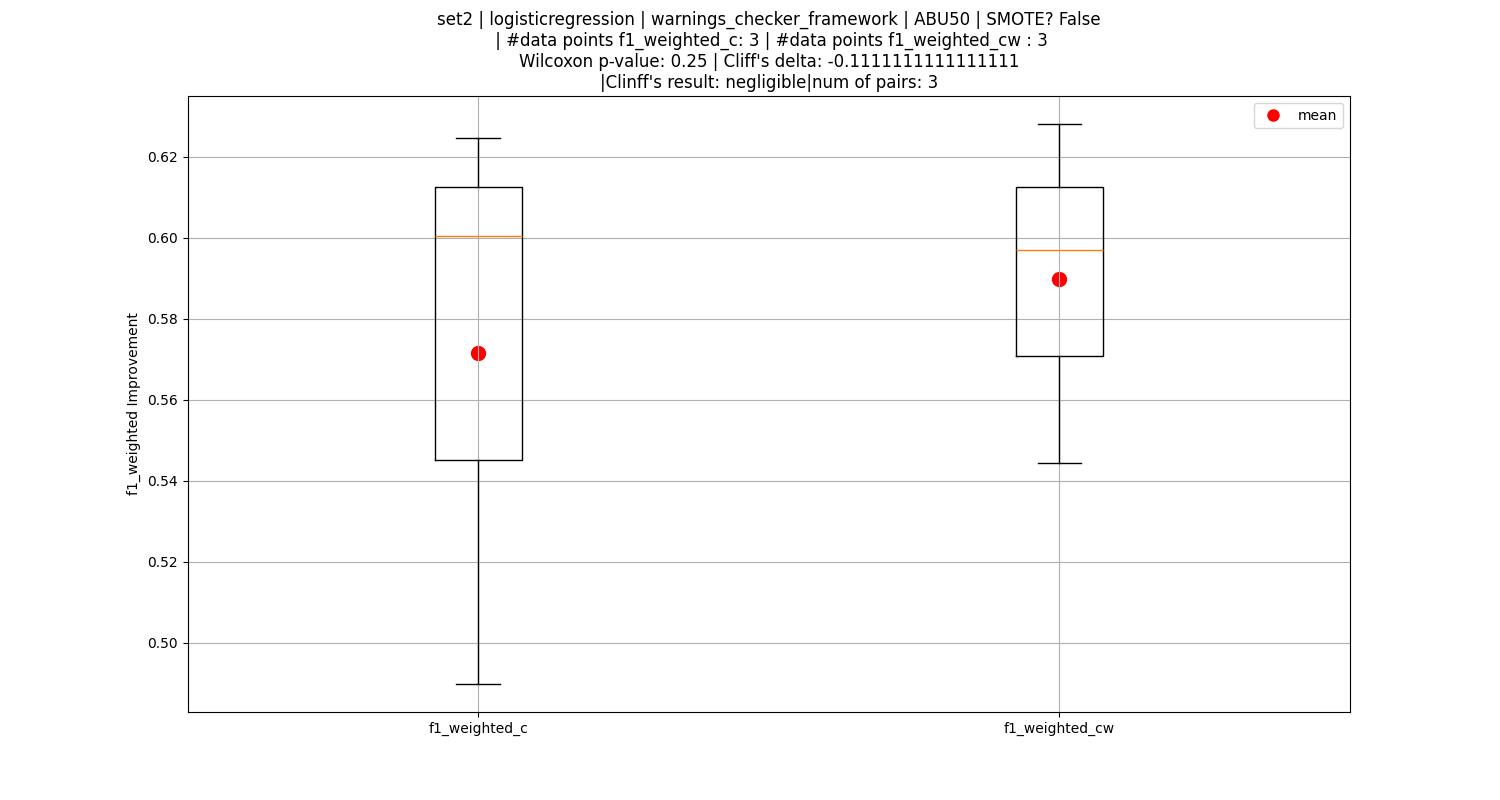 set2 | logisticregression | warnings_checker_framework | ABU50 | SMOTE? False
| #data points f1_weighted_c: 3 | #data points f1_weighted_cw : 3
Wilcoxon p-value: 0.25 | Cliff's delta: -0.1111111111111111
|Clinff's result: negligible|num of pairs: 3
mean
0.62
0.60
0.58
0.56
0.54
0.52
0.50
f1_weighted Improvement
f1_weighted_c
f1_weighted_cw